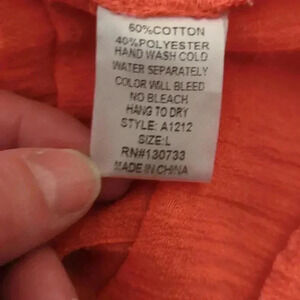 60%COTTON
40%POLYESTER
HAND WASH COLD
WATER SEPARATELY
COLOR WILL BLEED
NO BLEACH
HANG TO DRY
STYLE: A1212
SIZE:L
RN#130733
MADE IN CHINA